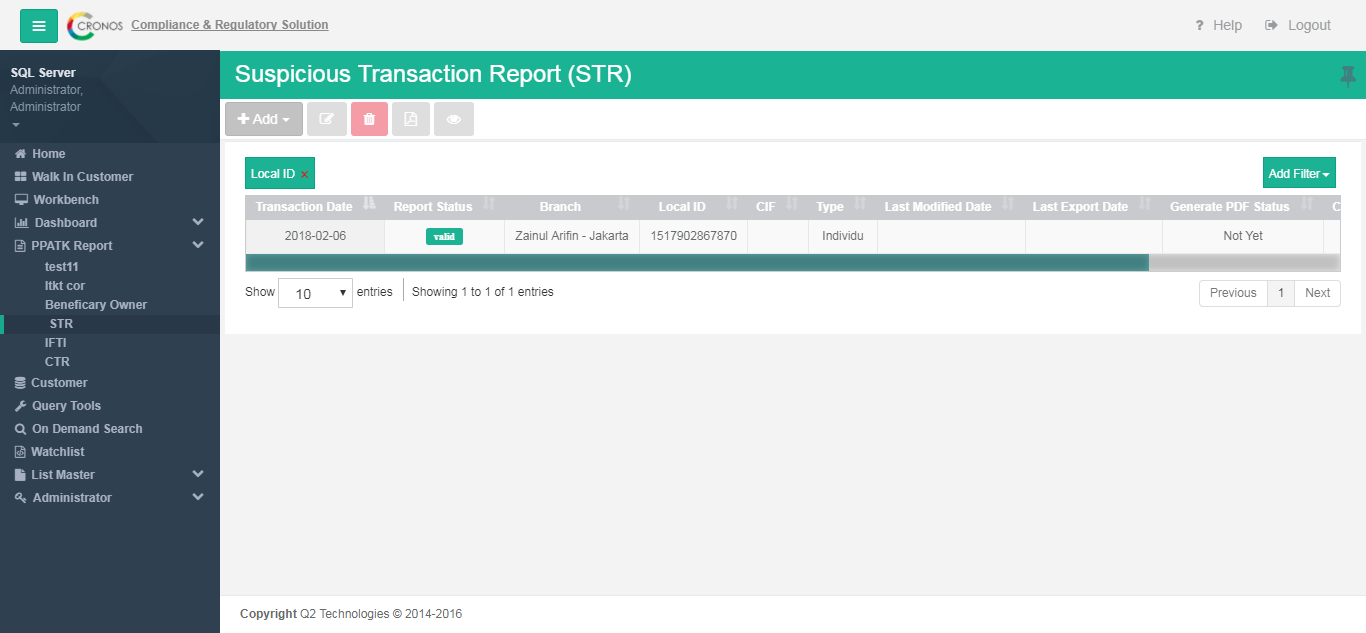 CRONOS Compliance & Regulatory Solution
? Help Logout
SQL Server
Administrator,
Administrator
Home
Walk In Customer
Workbench
Dashboard
PPATK Report
test11
ltkt cor
Beneficary Owner
STR
IFTI
CTR
Customer
Query Tools
On Demand Search
Watchlist
List Master
Administrator
Suspicious Transaction Report (STR)
+ Add
Local ID × Add Filter
Transaction Date Report Status Branch Local ID CIF Type Last Modified Date Last Export Date Generate PDF Status C
2018-02-06 valid Zainul Arifin - Jakarta 1517902867870 Individu Not Yet
Show 10 entries Showing 1 to 1 of 1 entries Previous 1 Next
Copyright Q2 Technologies © 2014-2016